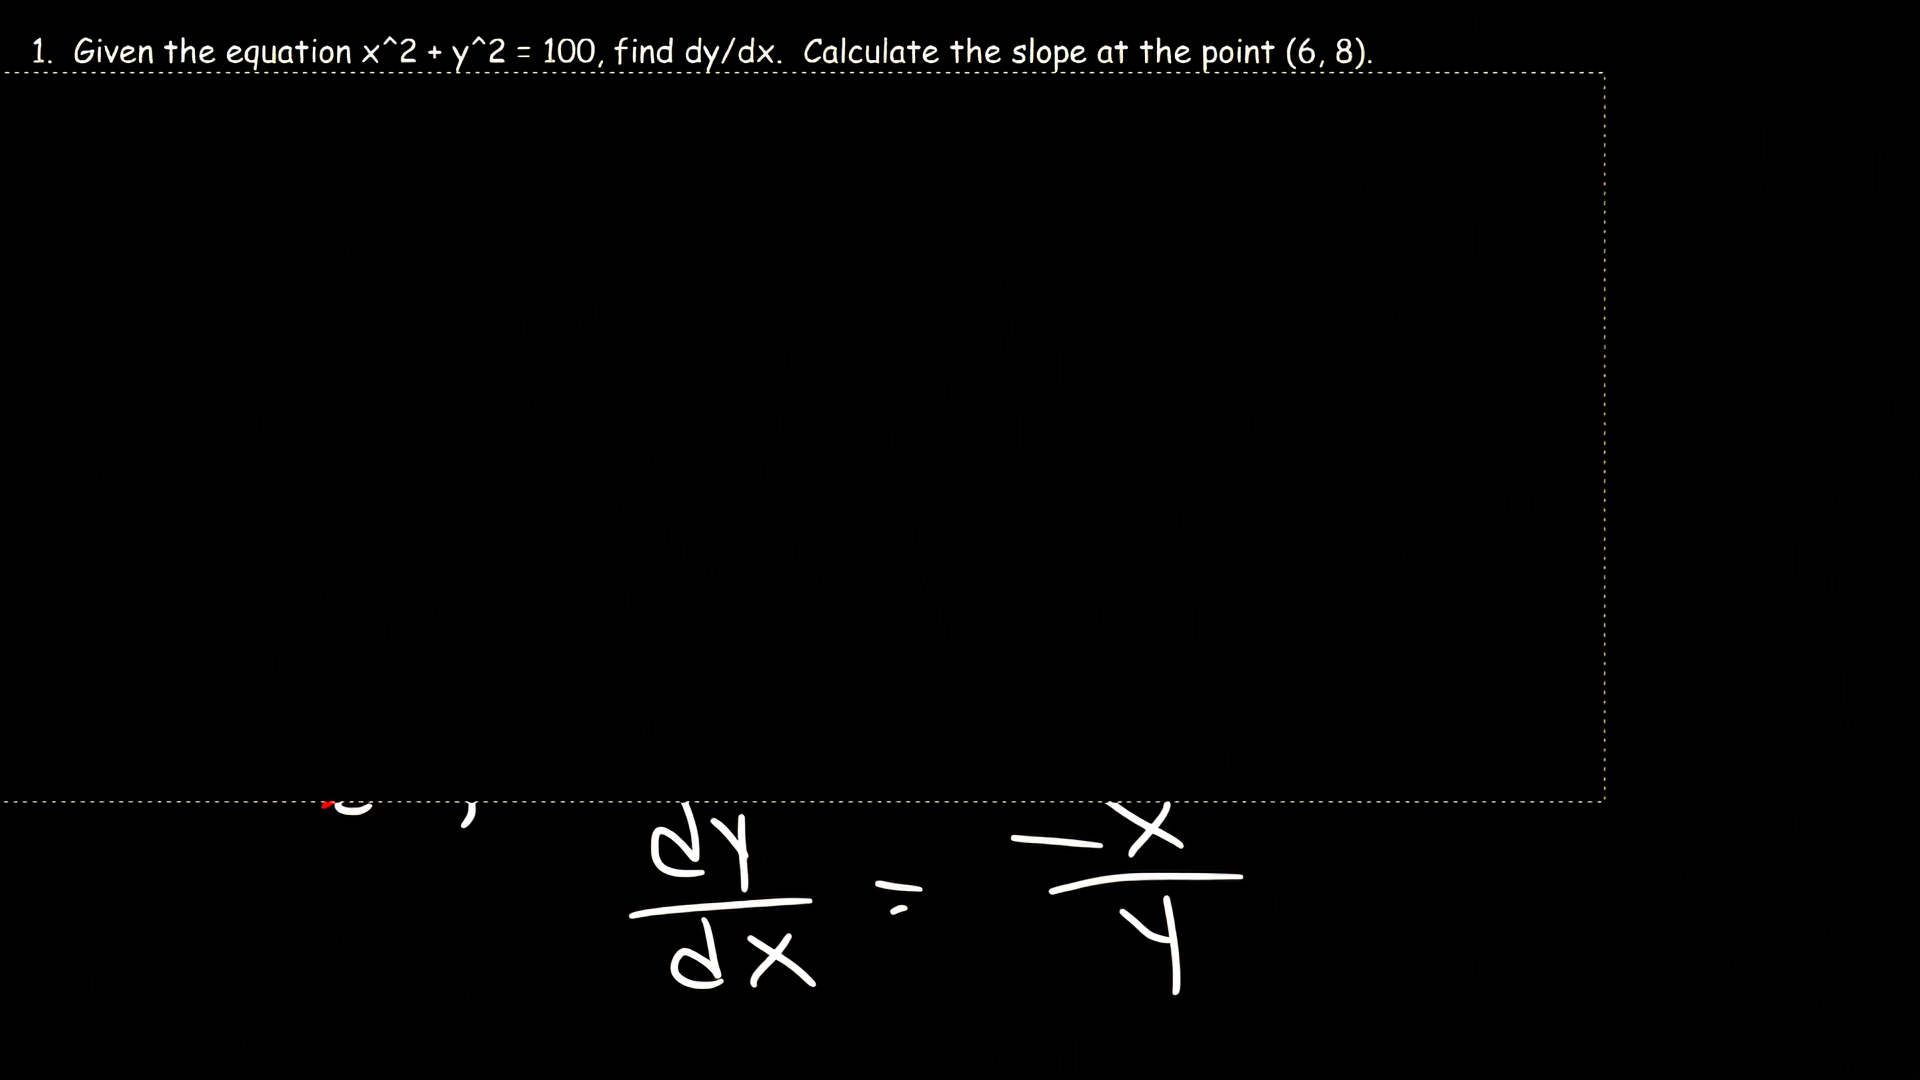 1. Given the equation x^2 + y^2 = 100, find dy/dx. Calculate the slope at the point (6, 8).
dy/dx = -x/y